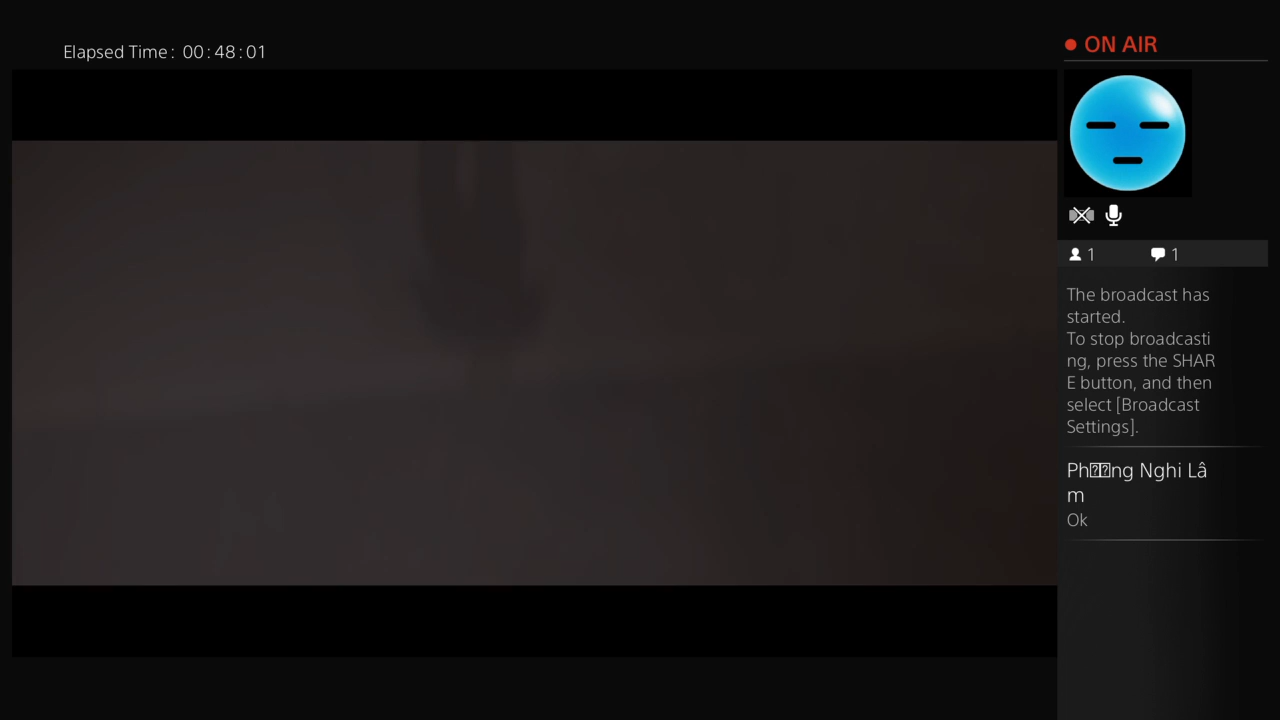 Elapsed Time: 00:48:01
ON AIR
1 1
The broadcast has
started.
To stop broadcasti
ng, press the SHAR
E button, and then
select [Broadcast
Settings].
Ph⍰⍰ng Nghi Lâ
m
Ok